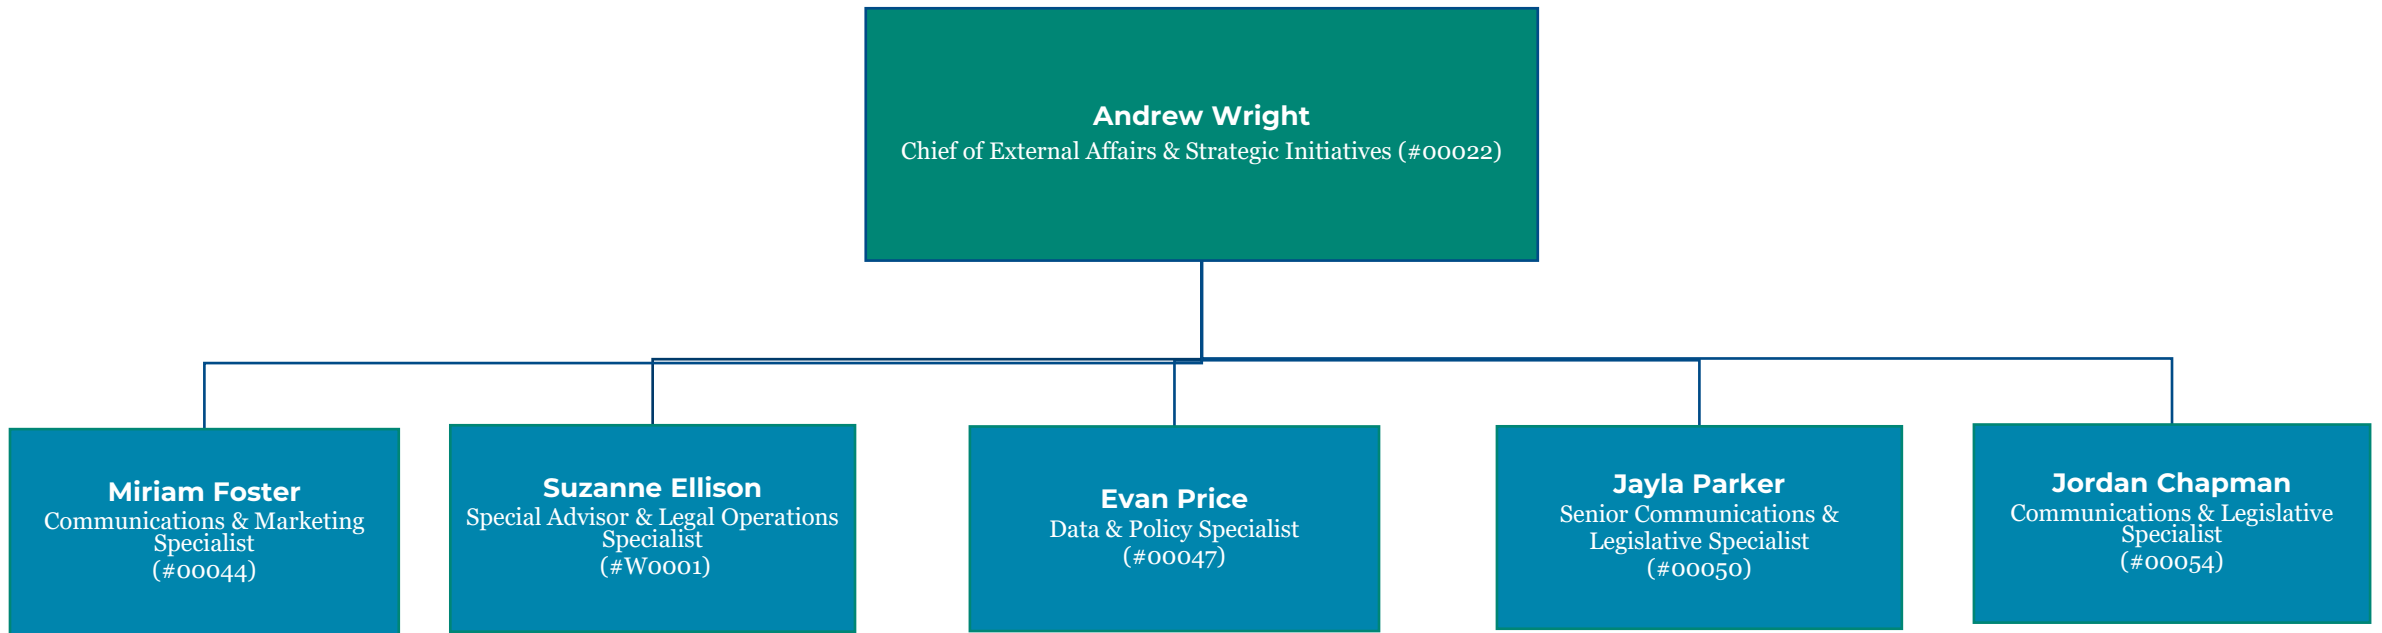 Andrew Wright
Chief of External Affairs & Strategic Initiatives (#00022)
Miriam Foster
Communications & Marketing
Specialist
(#00044)
Suzanne Ellison
Special Advisor & Legal Operations
Specialist
(#W0001)
Evan Price
Data & Policy Specialist
(#00047)
Jayla Parker
Senior Communications &
Legislative Specialist
(#00050)
Jordan Chapman
Communications & Legislative
Specialist
(#00054)